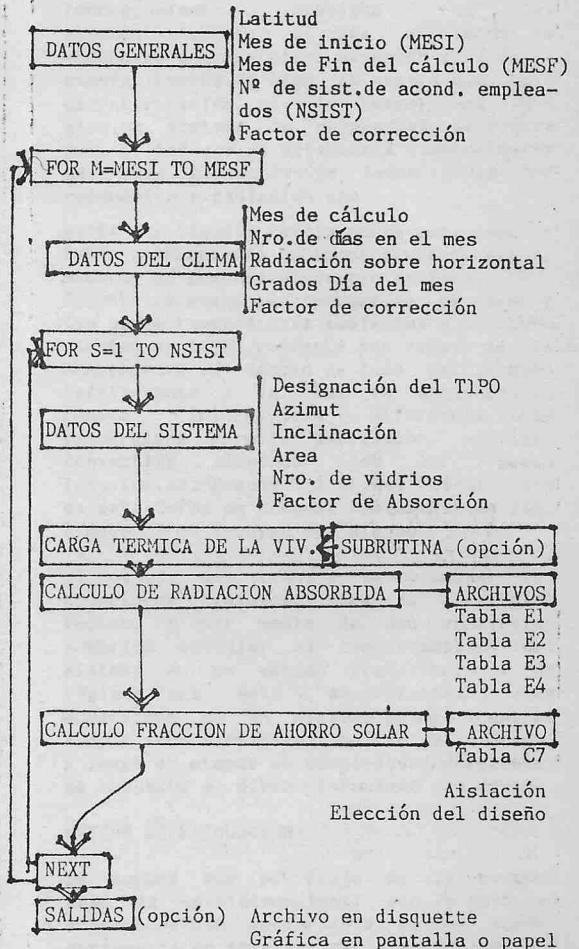 Latitud
DATOS GENERALES
Mes de inicio (MESI)
Mes de Fin del cálculo (MESF)
Nº de sist.de acond. emplea-
dos (NSIST)
Factor de corrección
FOR M=MESI TO MESF
Mes de cálculo
Nro.de días en el mes
DATOS DEL CLIMA
Radiación sobre horizontal
Grados Día del mes
Factor de corrección
FOR S=1 TO NSIST
Designación del TIPO
Azimut
DATOS DEL SISTEMA
Inclinación
Area
Nro. de vidrios
Factor de Absorción
CARGA TERMICA DE LA VIV. SUBRUTINA (opción)
CALCULO DE RADIACION ABSORBIDA ARCHIVOS
Tabla E1
Tabla E2
Tabla E3
Tabla E4
CALCULO FRACCION DE AHORRO SOLAR ARCHIVO
Tabla C7
Aislación
Elección del diseño
NEXT
SALIDAS (opción) Archivo en disquette
Gráfica en pantalla o papel